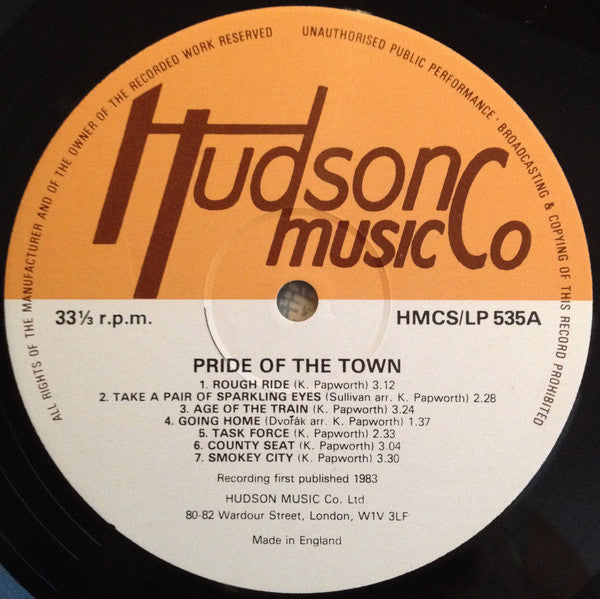 ALL RIGHTS OF THE MANUFACTURER AND OF THE OWNER OF THE RECORDED WORK RESERVED
UNAUTHORISED PUBLIC PERFORMANCE · BROADCASTING & COPYING OF THIS RECORD PROHIBITED
Hudson
music Co
33⅓ r.p.m.
HMCS/LP 535A
PRIDE OF THE TOWN
1. ROUGH RIDE (K. Papworth) 3.12
2. TAKE A PAIR OF SPARKLING EYES (Sullivan arr. K. Papworth) 2.28
3. AGE OF THE TRAIN (K. Papworth) 3.24
4. GOING HOME (Dvořák arr. K. Papworth) 1.37
5. TASK FORCE (K. Papworth) 2.33
6. COUNTY SEAT (K. Papworth) 3.04
7. SMOKEY CITY (K. Papworth) 3.30
Recording first published 1983
HUDSON MUSIC Co. Ltd
80-82 Wardour Street, London, W1V 3LF
Made in England